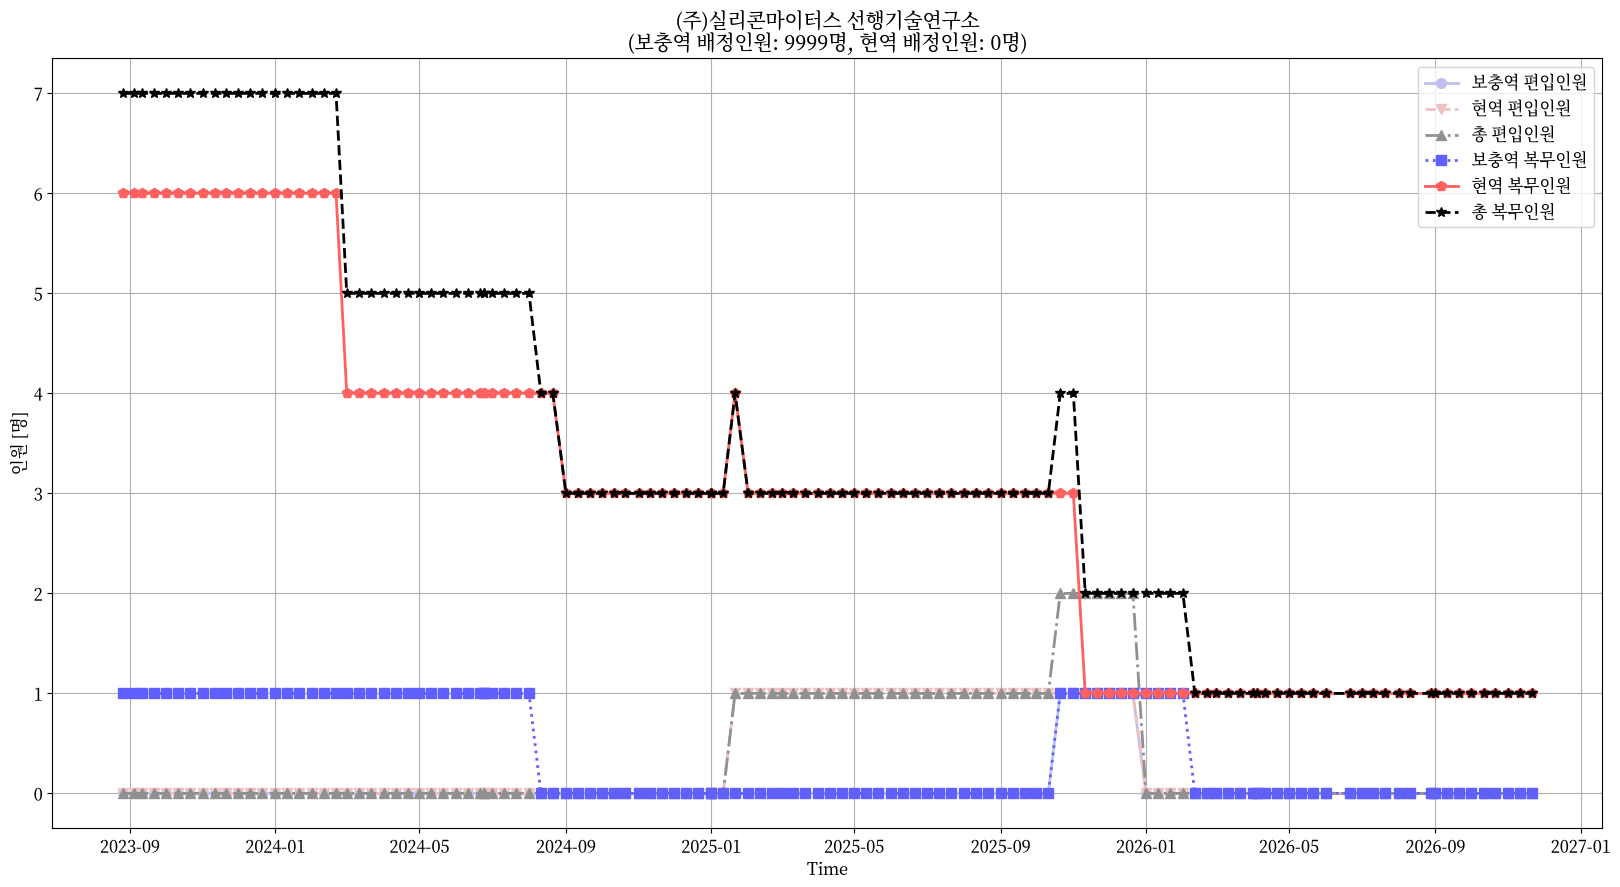 (주)실리콘마이터스 선행기술연구소
(보충역 배정인원: 9999명, 현역 배정인원: 0명)
보충역 편입인원
현역 편입인원
총 편입인원
보충역 복무인원
현역 복무인원
총 복무인원
인원 [명]
7
6
5
4
3
2
1
0
2023-09 2024-01 2024-05 2024-09 2025-01 2025-05 2025-09 2026-01 2026-05 2026-09 2027-01
Time